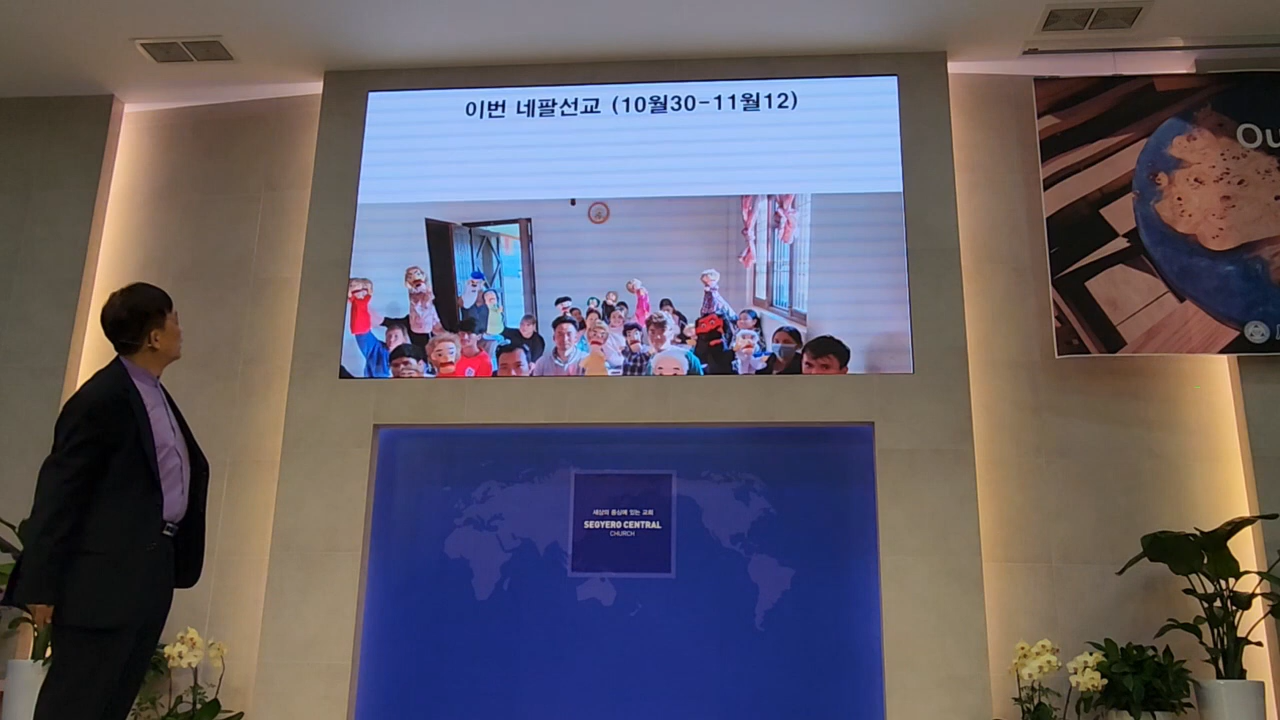 이번 네팔선교 (10월30-11월12)
Ou
세상의 중심에 있는 교회
SEGYERO CENTRAL
CHURCH